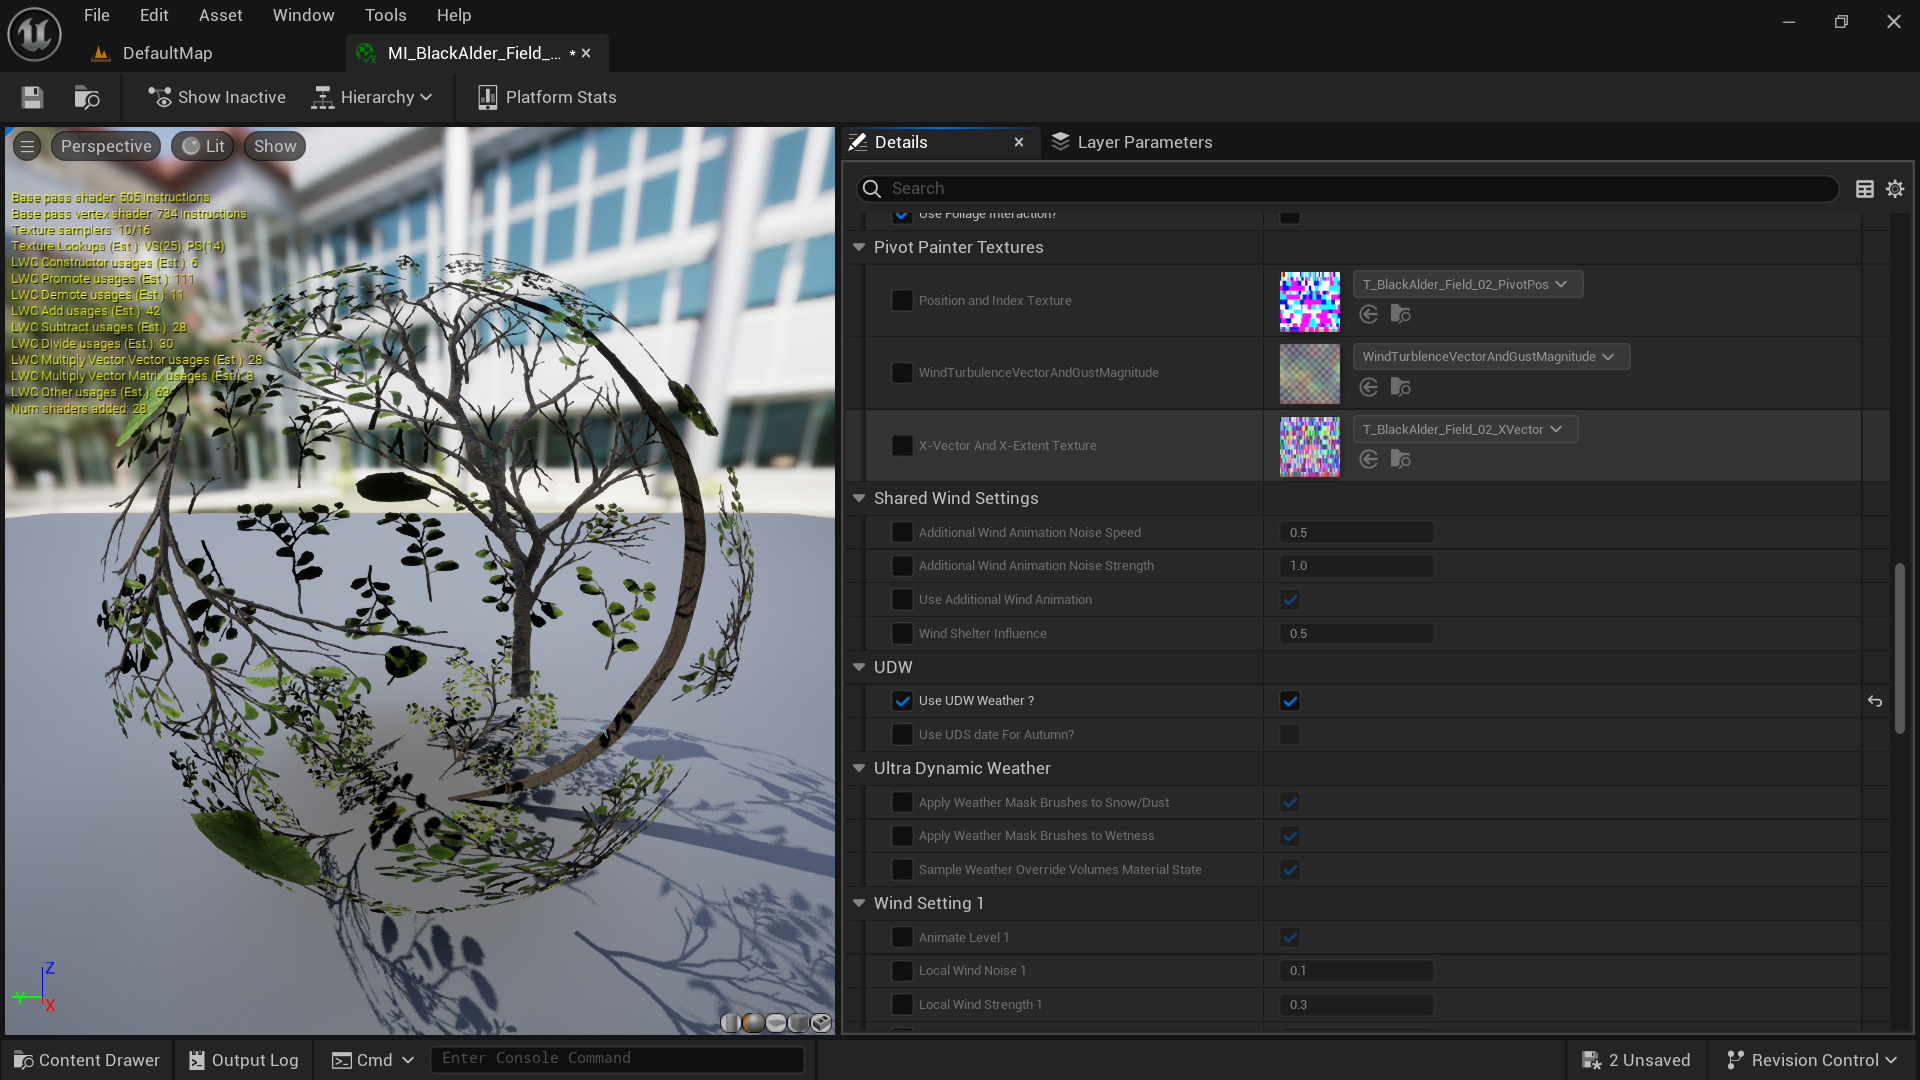 File Edit Asset Window Tools Help
DefaultMap
MI_BlackAlder_Field_... *
Show Inactive
Hierarchy
Platform Stats
Perspective
Lit
Show
Base pass shader: 505 instructions
Base pass vertex shader: 734 instructions
Texture samplers: 10/16
Texture Lookups (Est.): VS(25), PS(14)
LWC Constructor usages (Est.): 6
LWC Promote usages (Est.): 111
LWC Demote usages (Est.): 11
LWC Add usages (Est.): 42
LWC Subtract usages (Est.): 28
LWC Divide usages (Est.): 30
LWC Multiply Vector Vector usages (Est.): 28
LWC Multiply Vector Matrix usages (Est.): 8
LWC Other usages (Est.): 63
Num shaders added: 28
Z
Y
X
Details
Layer Parameters
Search
Use Foliage Interaction?
Pivot Painter Textures
Position and Index Texture
T_BlackAlder_Field_02_PivotPos
WindTurbulenceVectorAndGustMagnitude
WindTurblenceVectorAndGustMagnitude
X-Vector And X-Extent Texture
T_BlackAlder_Field_02_XVector
Shared Wind Settings
Additional Wind Animation Noise Speed 0.5
Additional Wind Animation Noise Strength 1.0
Use Additional Wind Animation
Wind Shelter Influence 0.5
UDW
Use UDW Weather ?
Use UDS date For Autumn?
Ultra Dynamic Weather
Apply Weather Mask Brushes to Snow/Dust
Apply Weather Mask Brushes to Wetness
Sample Weather Override Volumes Material State
Wind Setting 1
Animate Level 1
Local Wind Noise 1 0.1
Local Wind Strength 1 0.3
Content Drawer
Output Log
Cmd
Enter Console Command
2 Unsaved
Revision Control